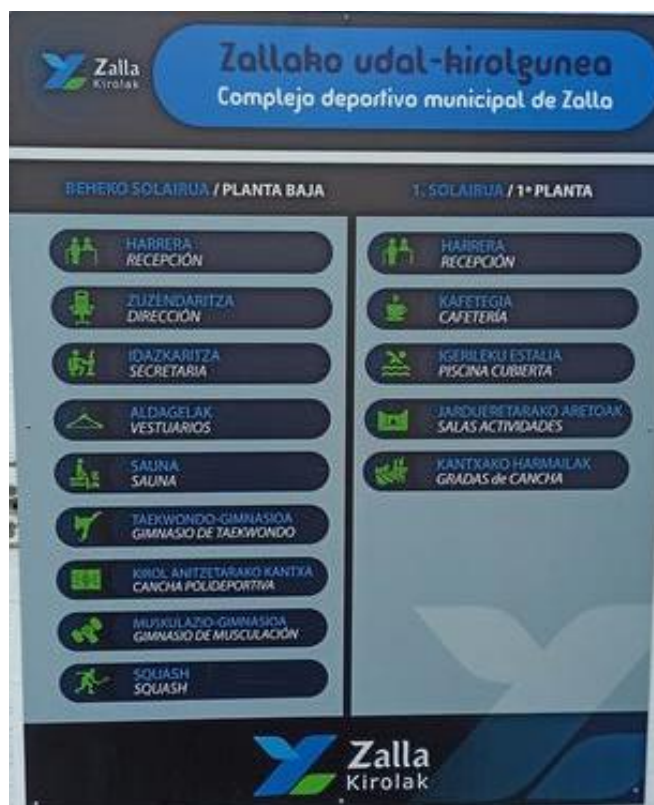 Zalla
Kirolak
Zallako udal-kirolgunea
Complejo deportivo municipal de Zalla
BEHEKO SOLAIRUA / PLANTA BAJA
HARRERA
RECEPCIÓN
ZUZENDARITZA
DIRECCIÓN
IDAZKARITZA
SECRETARIA
ALDAGELAK
VESTUARIOS
SAUNA
SAUNA
TAEKWONDO-GIMNASIOA
GIMNASIO DE TAEKWONDO
KIROL ANITZETARAKO KANTXA
CANCHA POLIDEPORTIVA
MUSKULAZIO-GIMNASIOA
GIMNASIO DE MUSCULACIÓN
SQUASH
SQUASH
1. SOLAIRUA / 1ª PLANTA
HARRERA
RECEPCIÓN
KAFETEGIA
CAFETERÍA
IGERILEKU ESTALIA
PISCINA CUBIERTA
JARDUERETARAKO ARETOAK
SALAS ACTIVIDADES
KANTXAKO HARMAILAK
GRADAS de CANCHA
Zalla
Kirolak